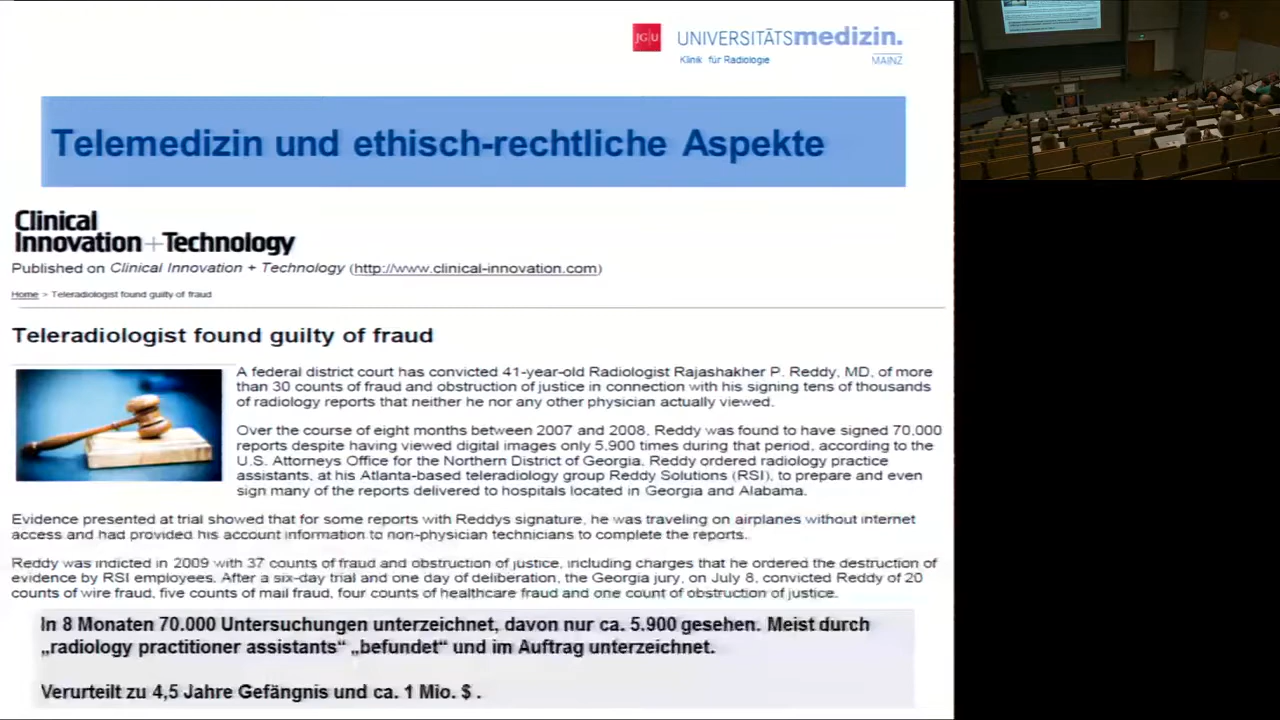 JG|U UNIVERSITÄTSmedizin.
Klinik für Radiologie MAINZ
Telemedizin und ethisch-rechtliche Aspekte
Clinical
Innovation+Technology
Published on Clinical Innovation + Technology (http://www.clinical-innovation.com)
Home > Teleradiologist found guilty of fraud
Teleradiologist found guilty of fraud
A federal district court has convicted 41-year-old Radiologist Rajashakher P. Reddy, MD, of more
than 30 counts of fraud and obstruction of justice in connection with his signing tens of thousands
of radiology reports that neither he nor any other physician actually viewed.
Over the course of eight months between 2007 and 2008, Reddy was found to have signed 70,000
reports despite having viewed digital images only 5,900 times during that period, according to the
U.S. Attorneys Office for the Northern District of Georgia. Reddy ordered radiology practice
assistants, at his Atlanta-based teleradiology group Reddy Solutions (RSI), to prepare and even
sign many of the reports delivered to hospitals located in Georgia and Alabama.
Evidence presented at trial showed that for some reports with Reddys signature, he was traveling on airplanes without internet
access and had provided his account information to non-physician technicians to complete the reports.
Reddy was indicted in 2009 with 37 counts of fraud and obstruction of justice, including charges that he ordered the destruction of
evidence by RSI employees. After a six-day trial and one day of deliberation, the Georgia jury, on July 8, convicted Reddy of 20
counts of wire fraud, five counts of mail fraud, four counts of healthcare fraud and one count of obstruction of justice.
In 8 Monaten 70.000 Untersuchungen unterzeichnet, davon nur ca. 5.900 gesehen. Meist durch
„radiology practitioner assistants“ „befundet“ und im Auftrag unterzeichnet.
Verurteilt zu 4,5 Jahre Gefängnis und ca. 1 Mio. $ .